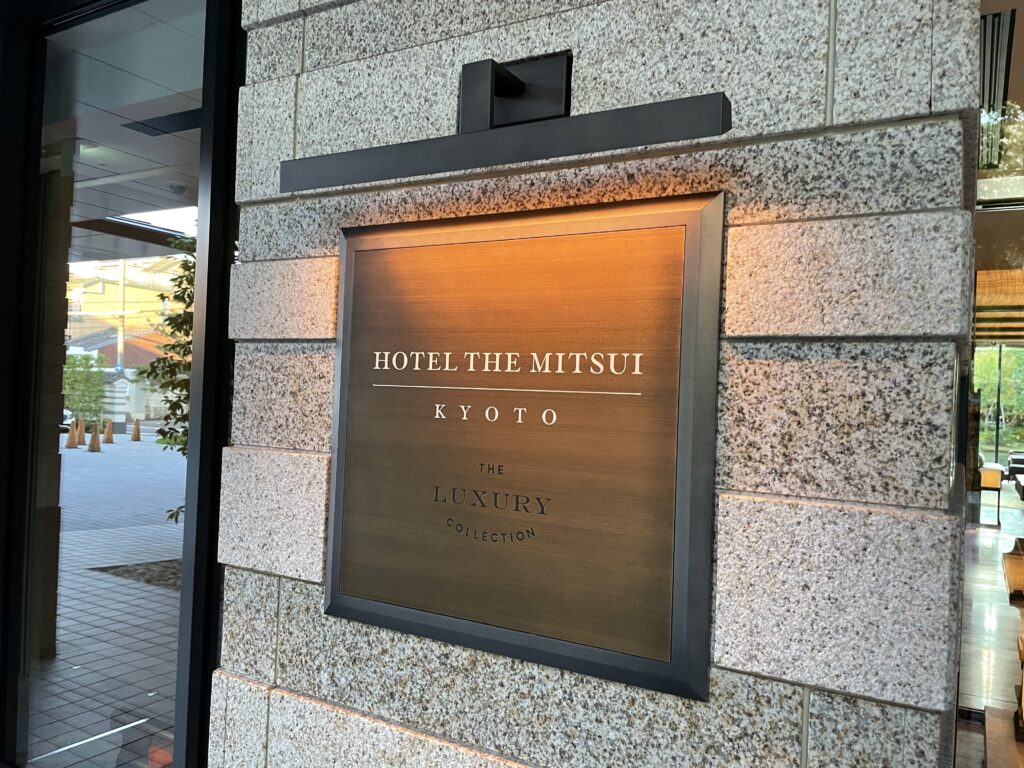 HOTEL THE MITSUI
KYOTO
THE
LUXURY
COLLECTION